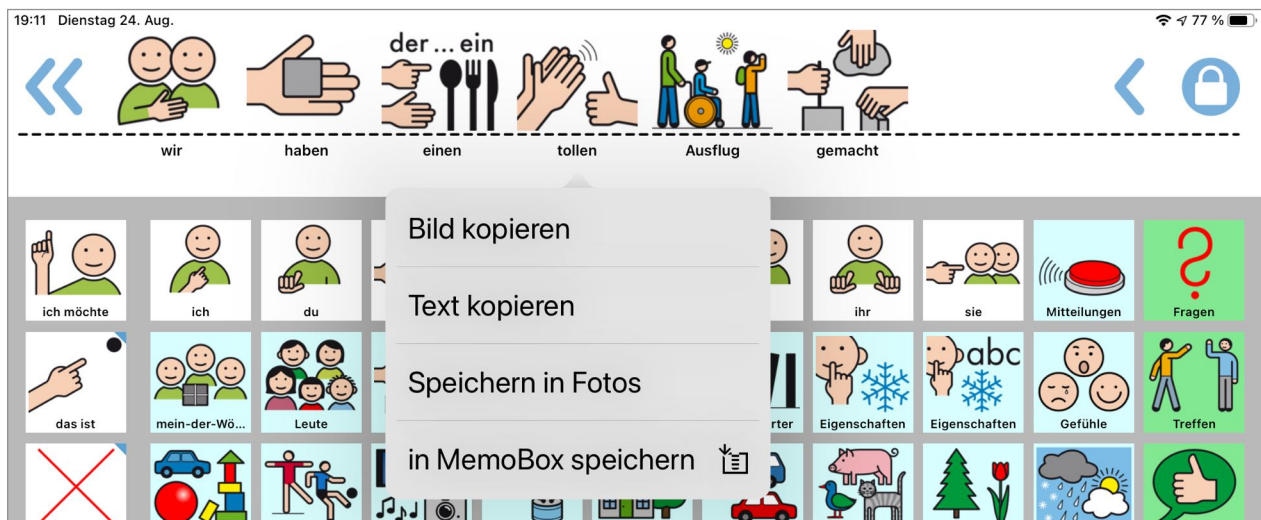 19:11 Dienstag 24. Aug.
77 %
der ... ein
wir haben einen tollen Ausflug gemacht
Bild kopieren
Text kopieren
Speichern in Fotos
in MemoBox speichern
ich möchte ich du ihr sie Mitteilungen Fragen
das ist mein-der-Wö... Leute Eigenschaften Eigenschaften Gefühle Treffen
abc